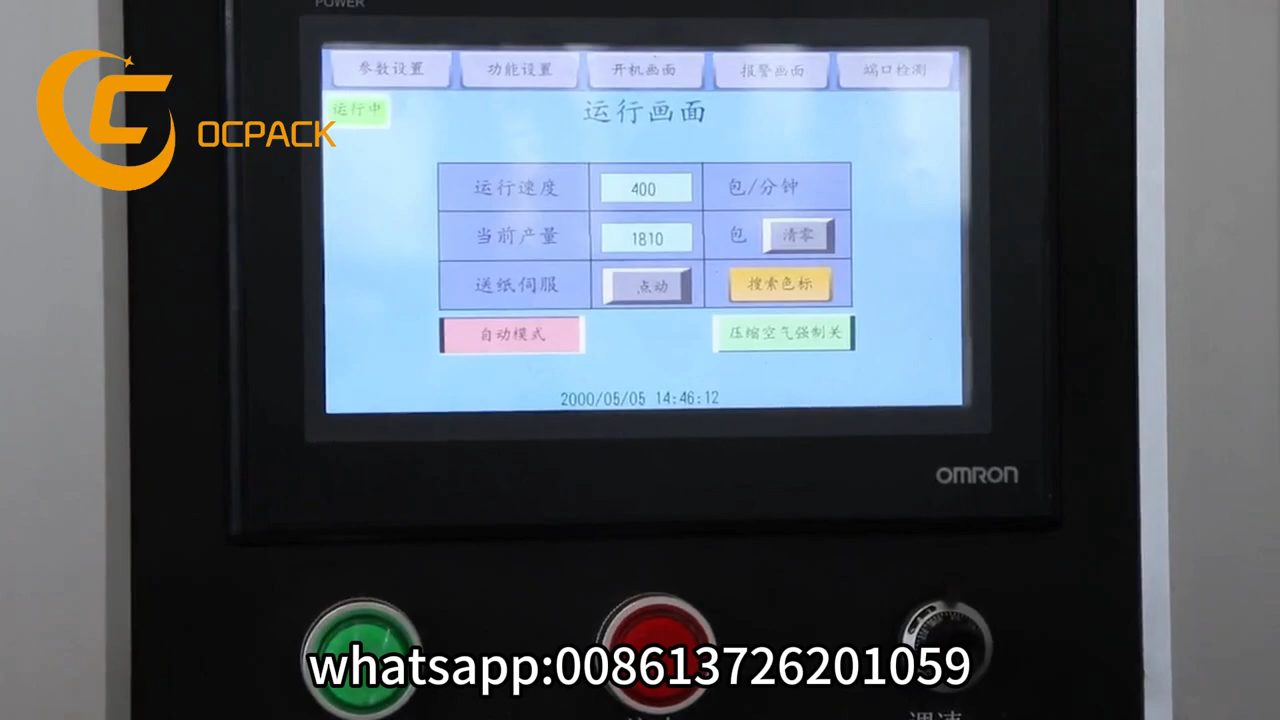 POWER
参数设置 功能设置 开机画面 报警画面 端口检测
运行中
运行画面
OCPACK
运行速度 400 包/分钟
当前产量 1810 包 清零
送纸伺服 点动 搜索色标
自动模式 压缩空气强制关
2000/05/05 14:46:12
OMRON
whatsapp:008613726201059
调速